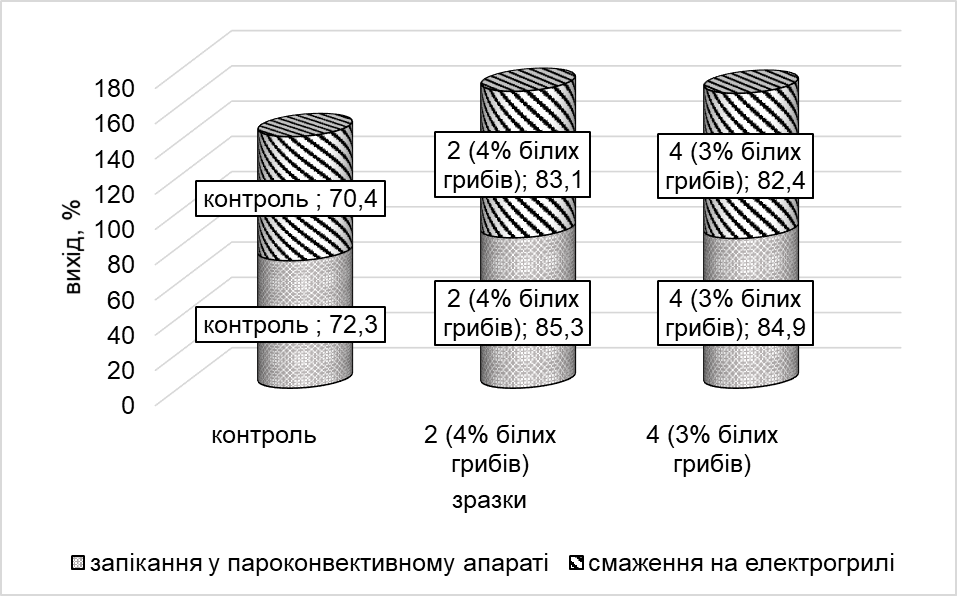 180
160
140
120
100
80
60
40
20
0
вихід, %
контроль ; 70,4
2 (4% білих
грибів); 83,1
4 (3% білих
грибів); 82,4
контроль ; 72,3
2 (4% білих
грибів); 85,3
4 (3% білих
грибів); 84,9
контроль
2 (4% білих
грибів)
4 (3% білих
грибів)
зразки
запікання у пароконвективному апараті
смаження на електрогрилі